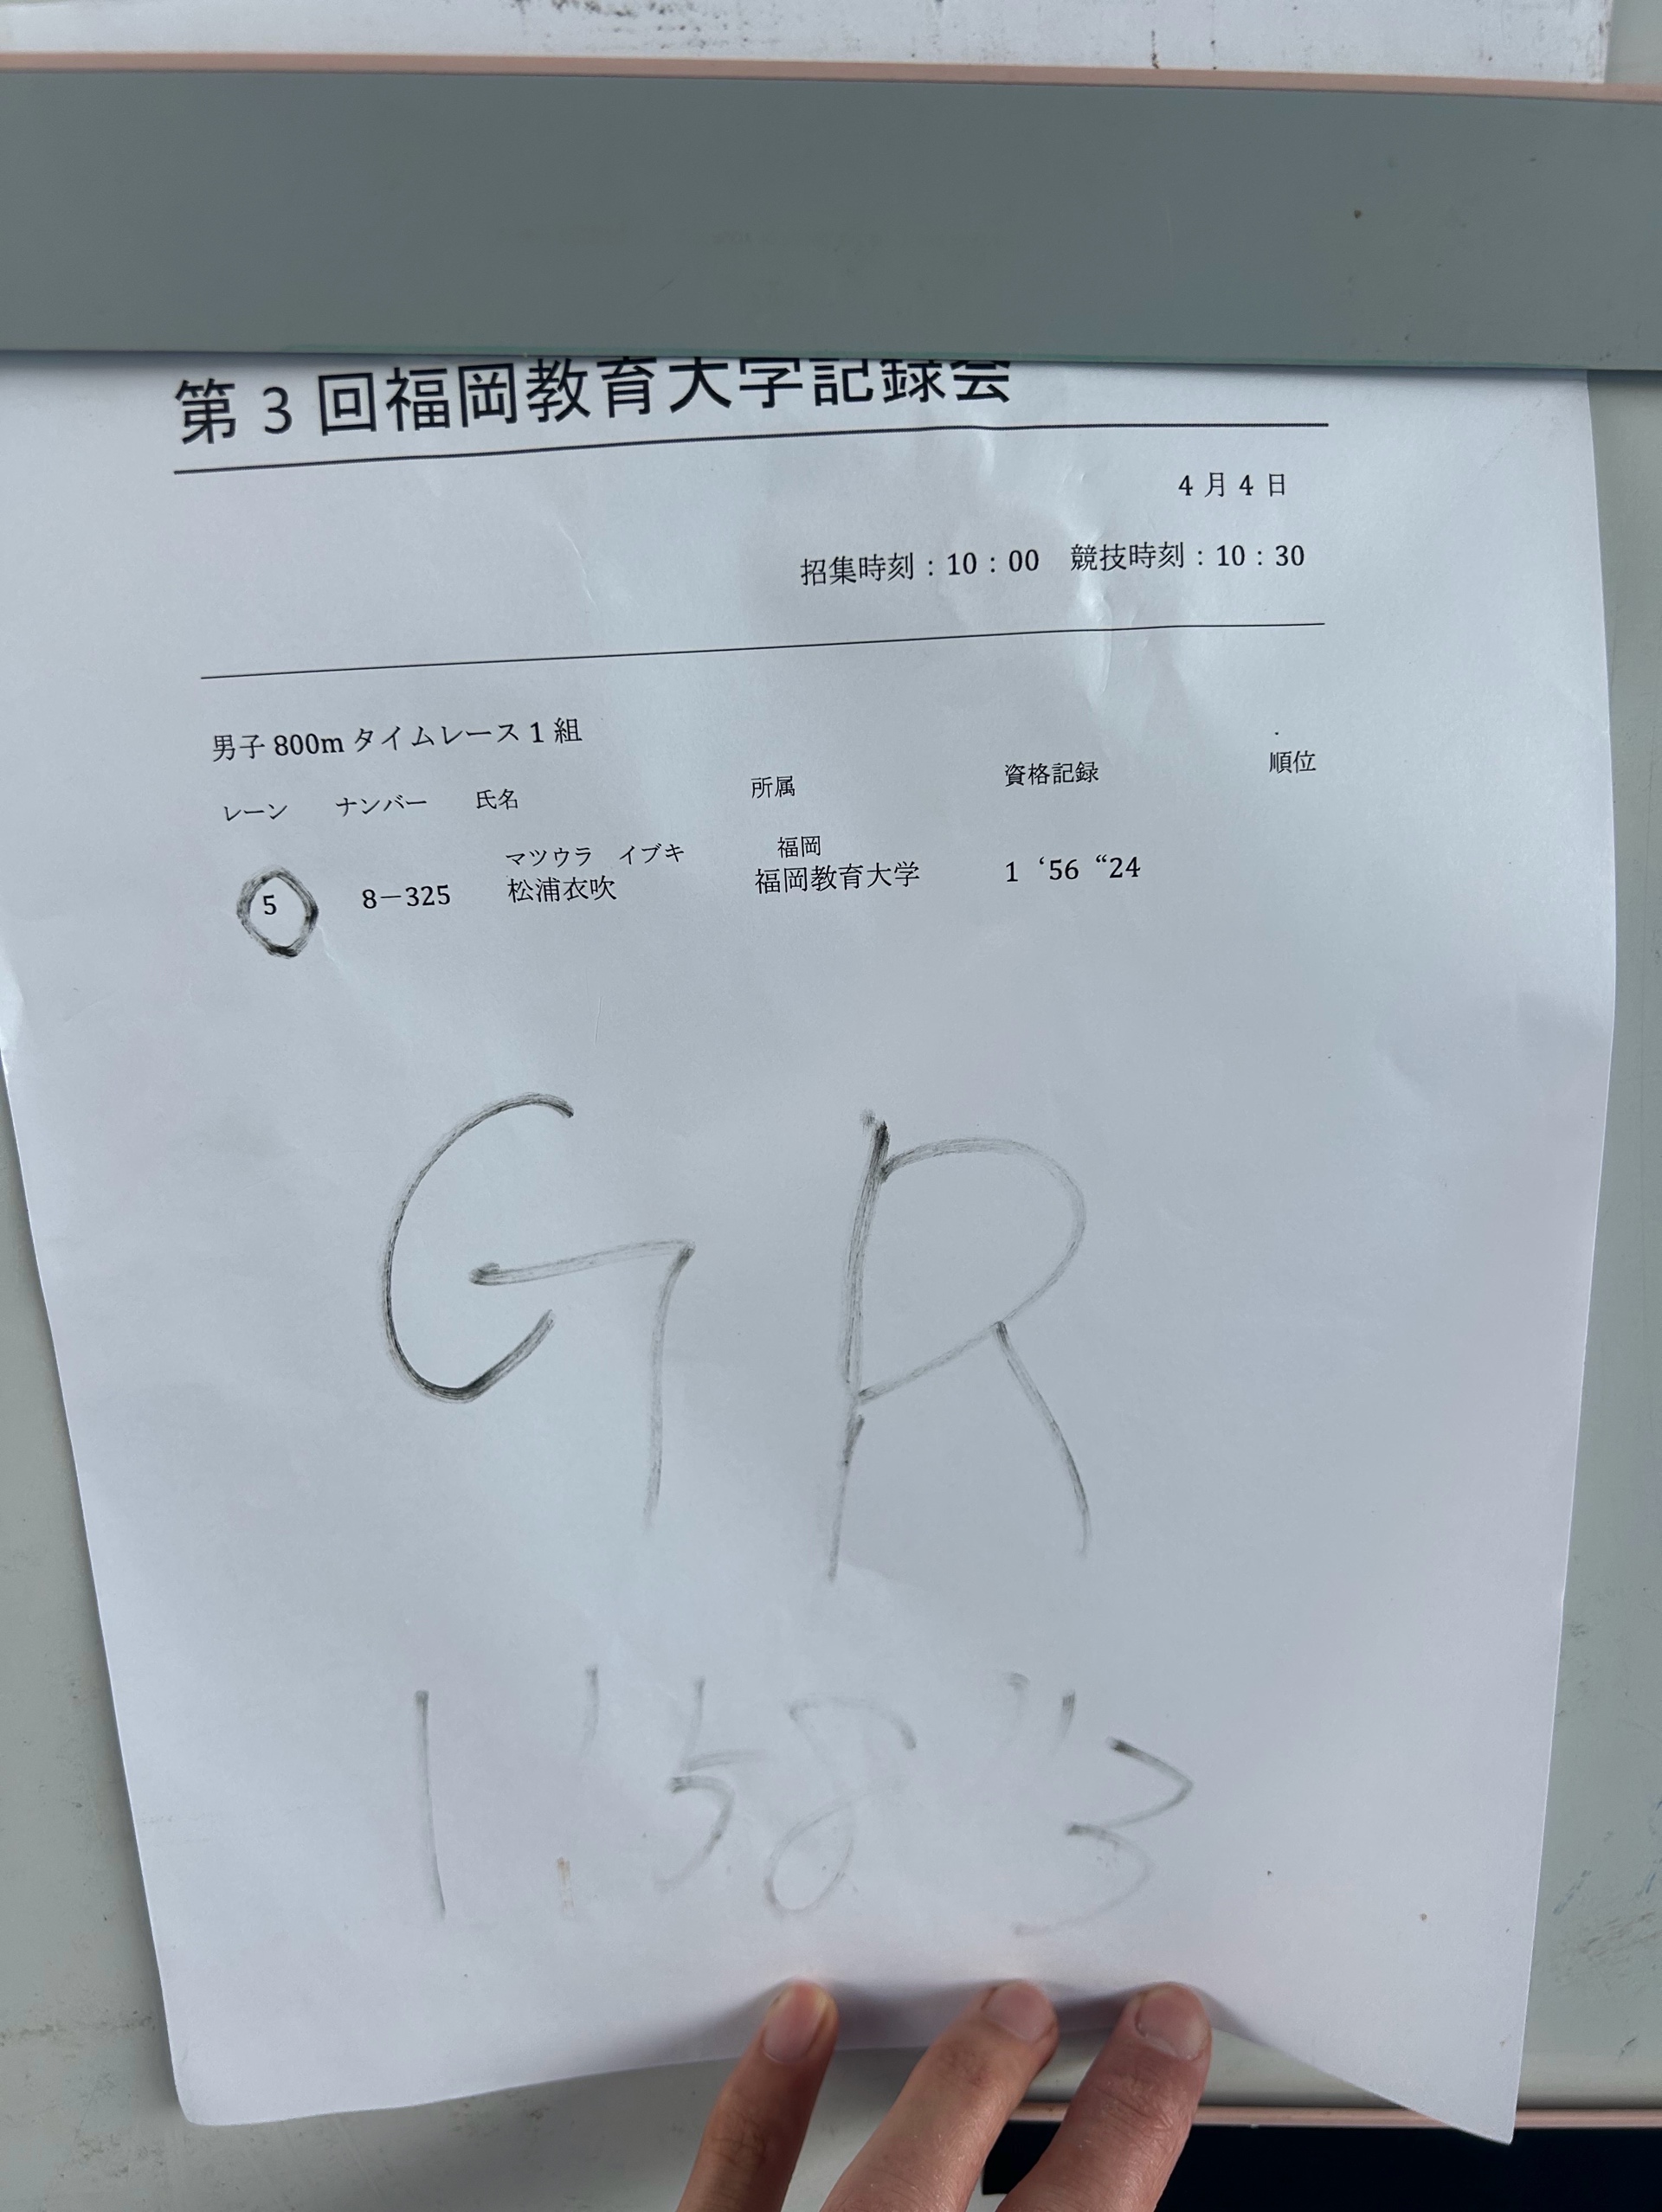 第3回福岡教育大学記録会
4月4日
招集時刻：10：00　競技時刻：10：30
男子800mタイムレース1組
レーン　ナンバー　氏名　所属　資格記録　順位
マツウラ　イブキ　福岡
5　8－325　松浦衣吹　福岡教育大学　1‘56“24
GR
1'58"3